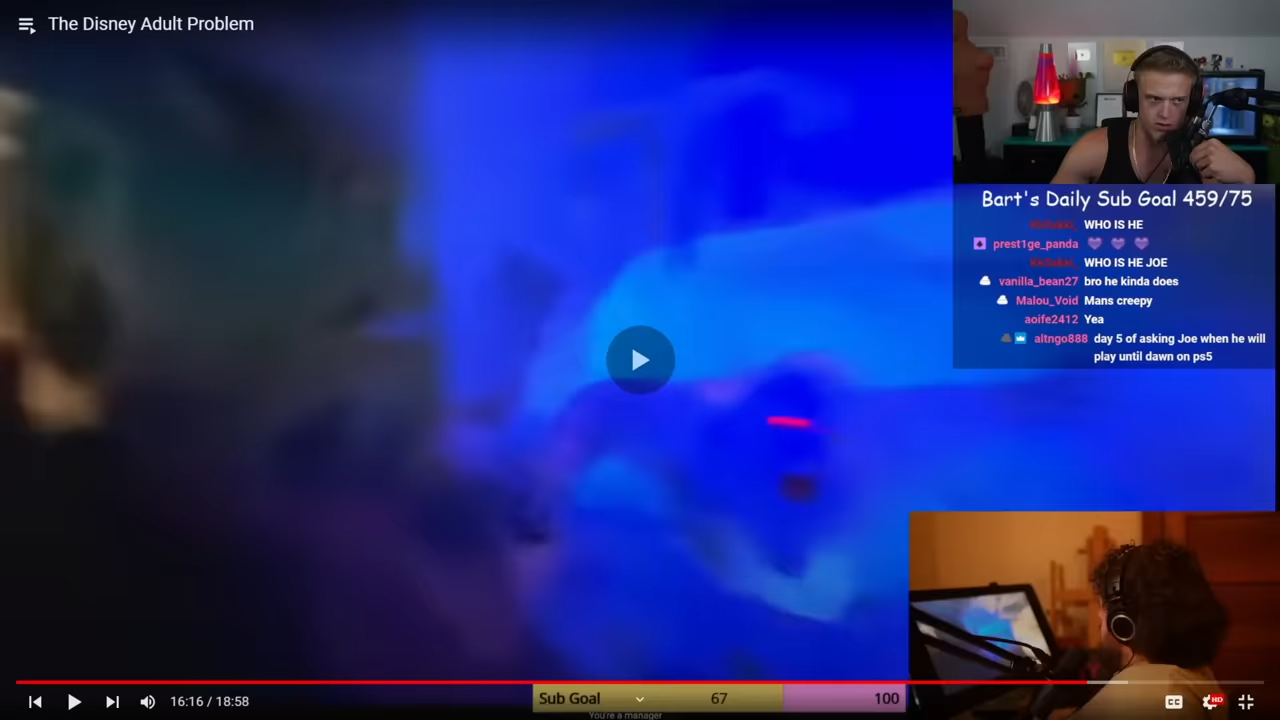 The Disney Adult Problem
Bart's Daily Sub Goal 459/75
WHO IS HE
prest1ge_panda
WHO IS HE JOE
vanilla_bean27 bro he kinda does
Malou_Void Mans creepy
aoife2412 Yea
altngo888 day 5 of asking Joe when he will
play until dawn on ps5
16:16 / 18:58
Sub Goal 67 100
You're a manager
CC
HD